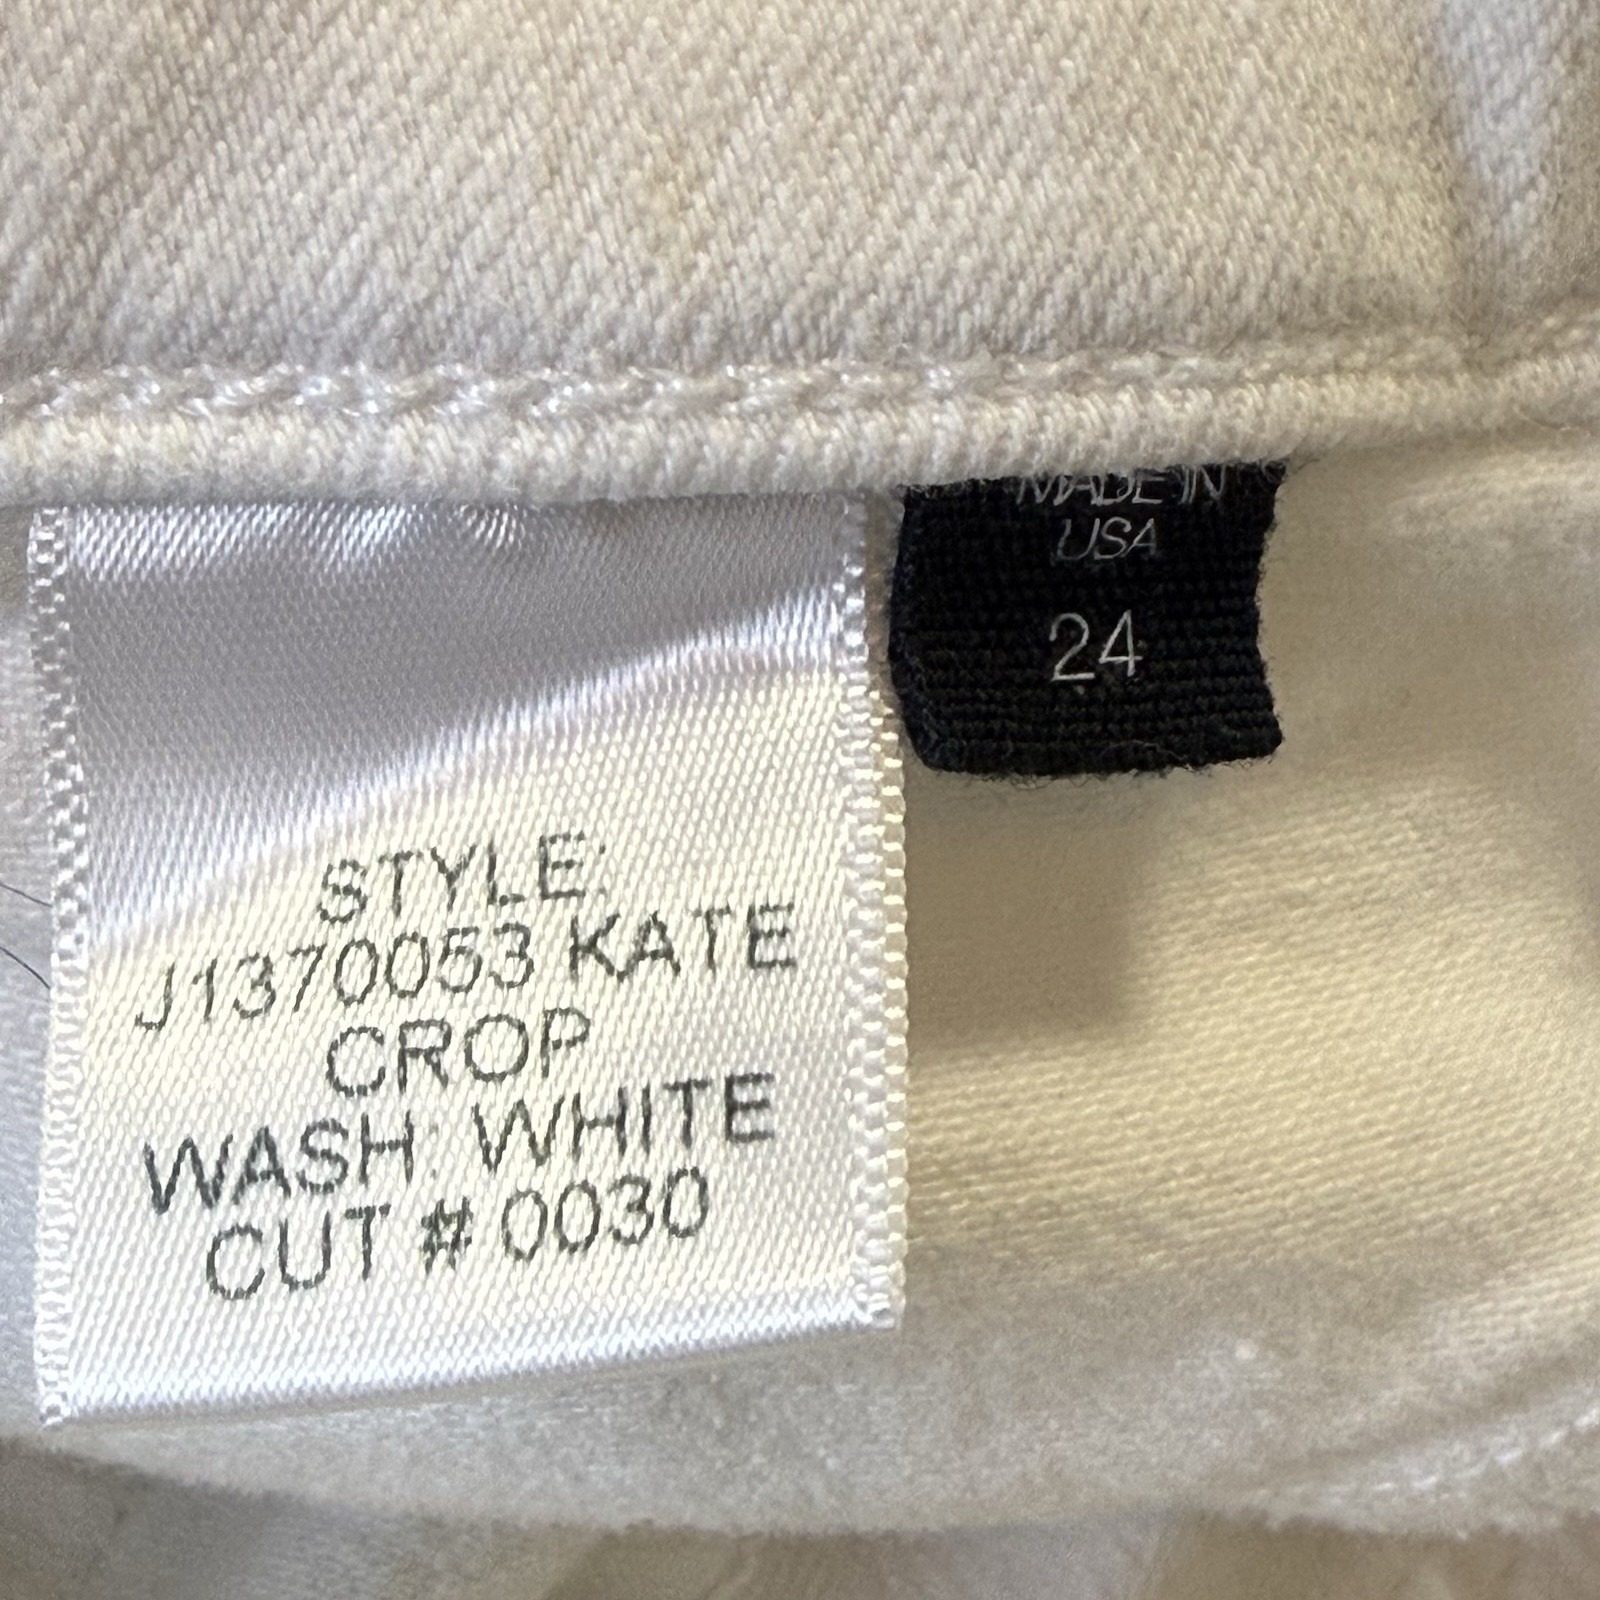 MADE IN
USA
24
STYLE:
J1370053 KATE
CROP
WASH: WHITE
CUT # 0030